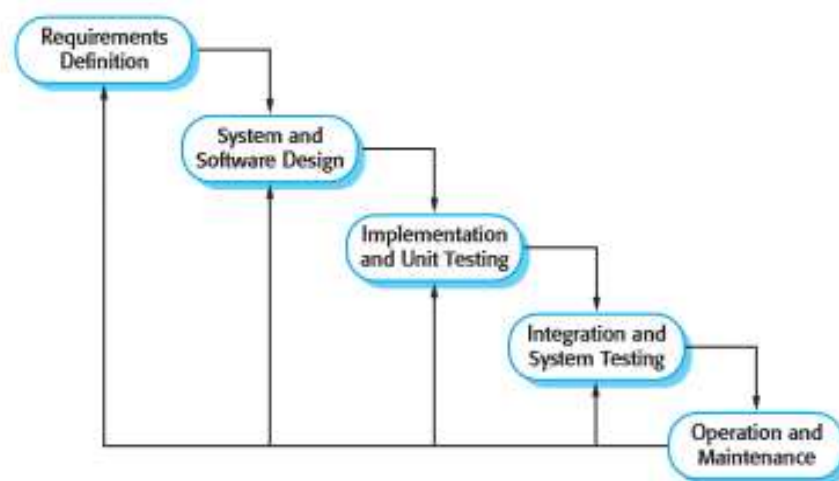 Requirements
Definition
System and
Software Design
Implementation
and Unit Testing
Integration and
System Testing
Operation and
Maintenance